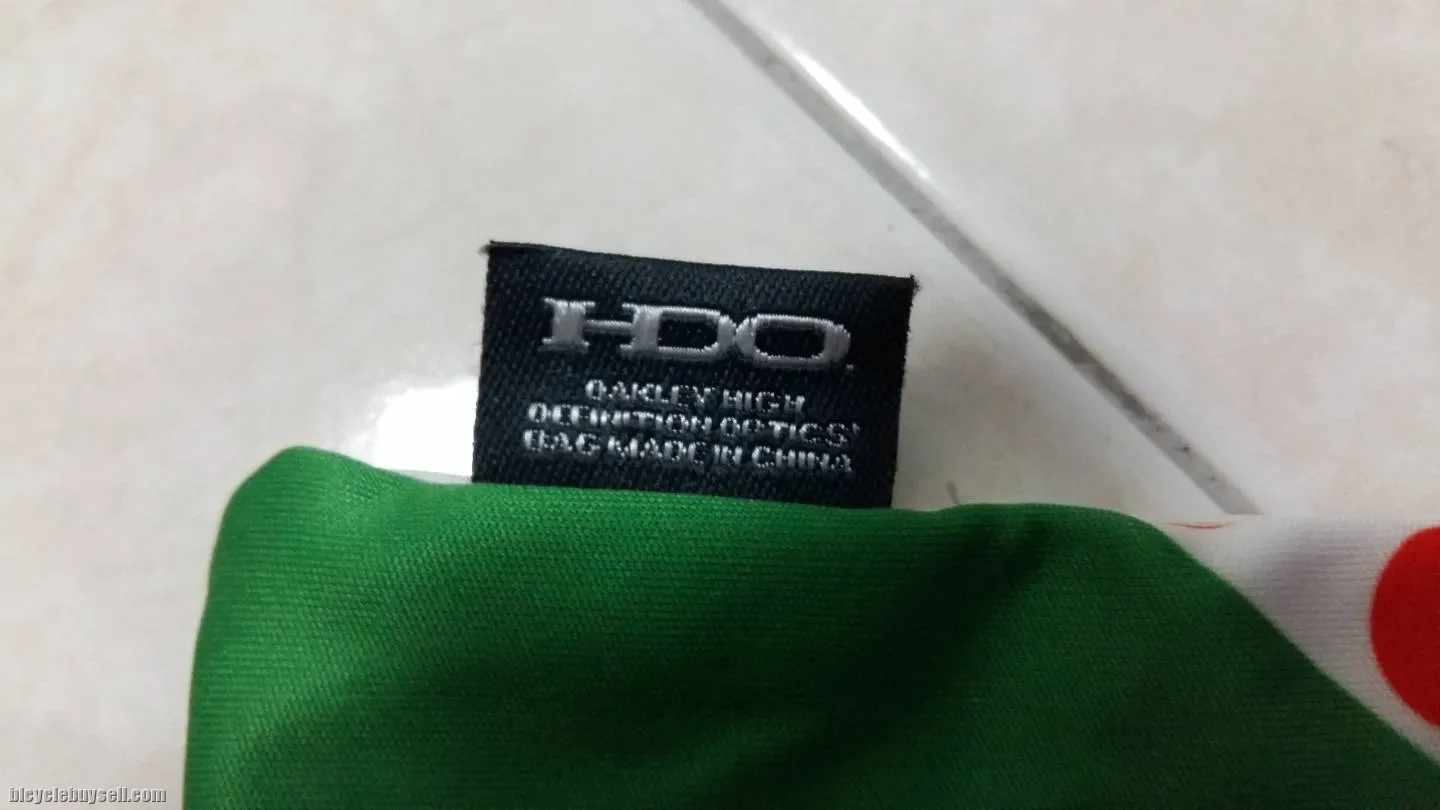 HDO.
OAKLEY HIGH
DEFINITION OPTICS'
BAG MADE IN CHINA
bicyclebuysell.com